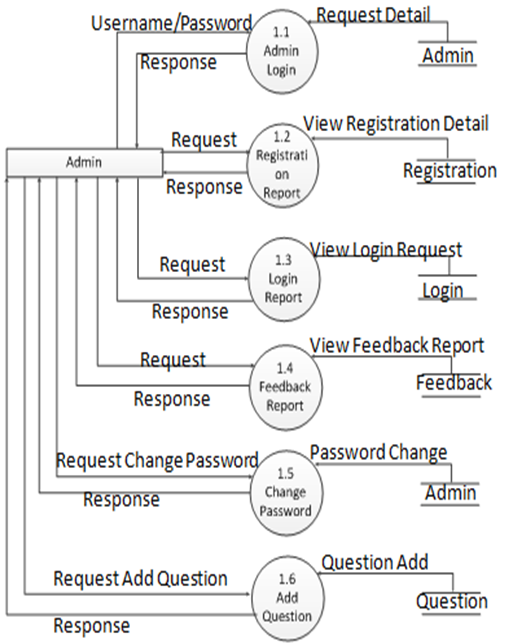 Request Detail
Username/Password
1.1
Admin
Login
Admin
Response
View Registration Detail
Request
1.2
Registrati
on
Report
Admin
Registration
Response
View Login Request
1.3
Login
Report
Request
Login
Response
View Feedback Report
Request
1.4
Feedback
Report
Feedback
Response
Password Change
Request Change Password
1.5
Change
Password
Admin
Response
Question Add
1.6
Add
Question
Request Add Question
Question
Response